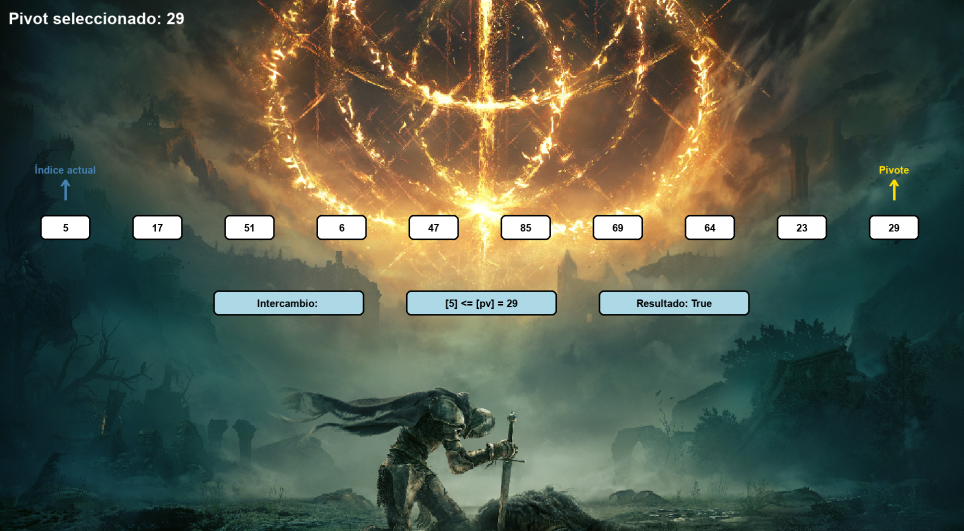 Pivot seleccionado: 29
Índice actual
Pivote
5 17 51 6 47 85 69 64 23 29
Intercambio:
[5] <= [pv] = 29
Resultado: True